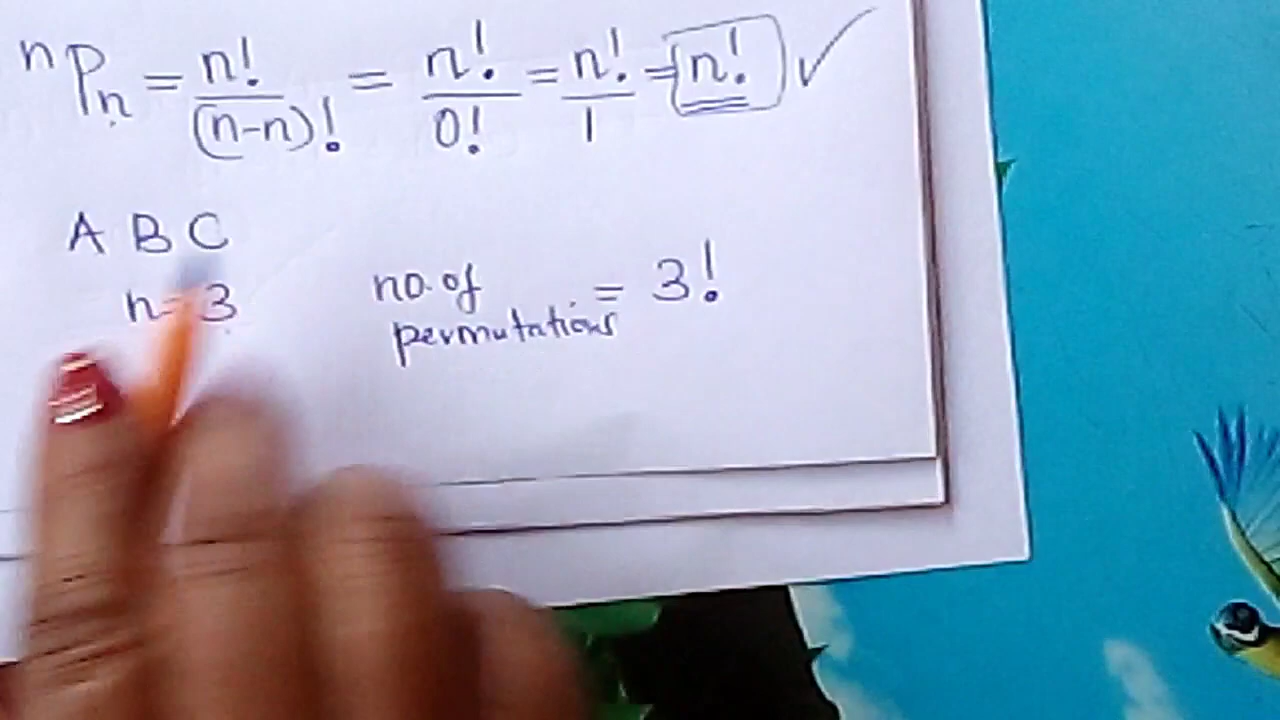 ⁿPₙ = n!/(n-n)! = n!/0! = n!/1 = n! ✓
A B C
n=3
no. of permutations = 3!